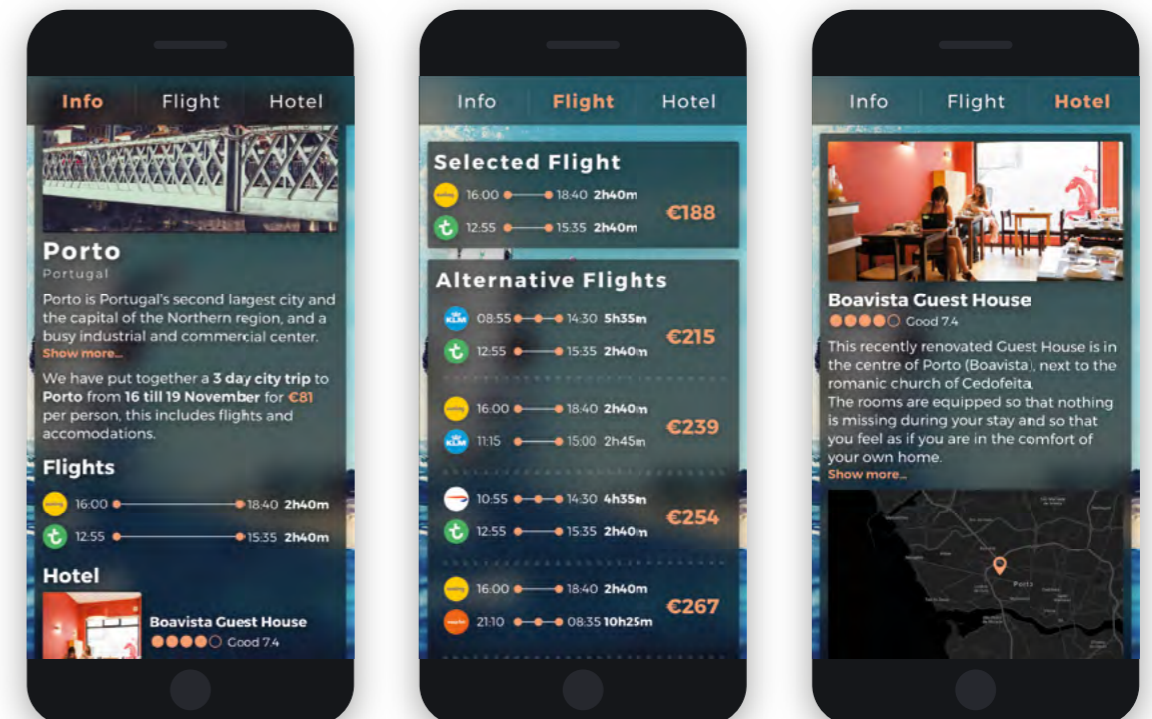 Info Flight Hotel
Porto
Portugal
Porto is Portugal's second largest city and
the capital of the Northern region, and a
busy industrial and commercial center.
Show more...
We have put together a 3 day city trip to
Porto from 16 till 19 November for €81
per person, this includes flights and
accomodations.
Flights
16:00 18:40 2h40m
12:55 15:35 2h40m
Hotel
Boavista Guest House
Good 7.4
Info Flight Hotel
Selected Flight
16:00 18:40 2h40m
€188
12:55 15:35 2h40m
Alternative Flights
KLM 08:55 14:30 5h35m
€215
12:55 15:35 2h40m
16:00 18:40 2h40m
€239
KLM 11:15 15:00 2h45m
10:55 14:30 4h35m
€254
12:55 15:35 2h40m
16:00 18:40 2h40m
€267
21:10 08:35 10h25m
Info Flight Hotel
Boavista Guest House
Good 7.4
This recently renovated Guest House is in
the centre of Porto (Boavista), next to the
romanic church of Cedofeita.
The rooms are equipped so that nothing
is missing during your stay and so that
you feel as if you are in the comfort of
your own home.
Show more...
Porto